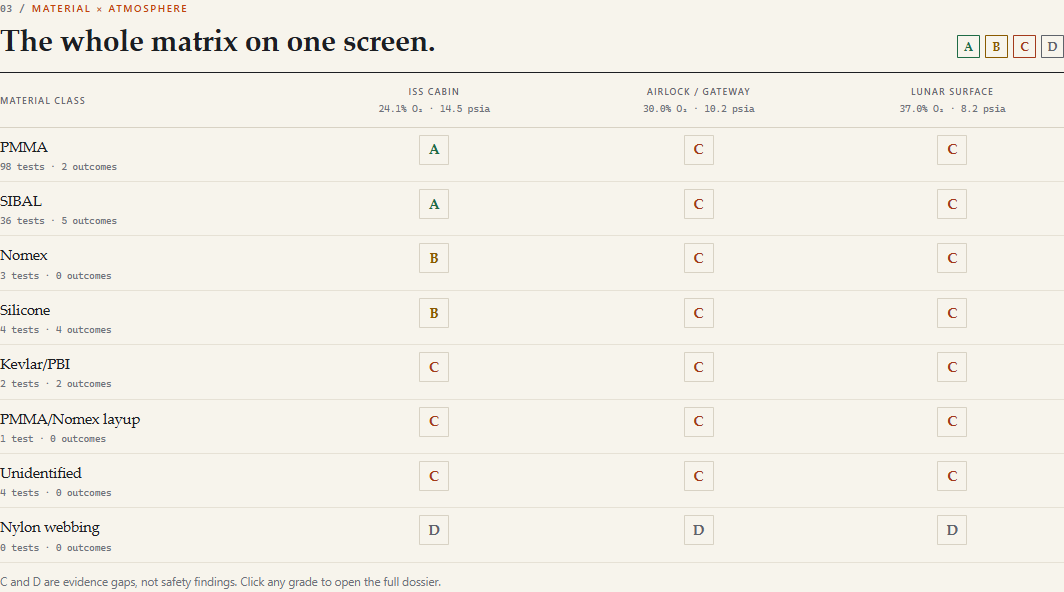 03 / MATERIAL × ATMOSPHERE
The whole matrix on one screen.
A B C D
MATERIAL CLASS
ISS CABIN
24.1% O₂ · 14.5 psia
AIRLOCK / GATEWAY
30.0% O₂ · 10.2 psia
LUNAR SURFACE
37.0% O₂ · 8.2 psia
PMMA
98 tests · 2 outcomes
A C C
SIBAL
36 tests · 5 outcomes
A C C
Nomex
3 tests · 0 outcomes
B C C
Silicone
4 tests · 4 outcomes
B C C
Kevlar/PBI
2 tests · 2 outcomes
C C C
PMMA/Nomex layup
1 test · 0 outcomes
C C C
Unidentified
4 tests · 0 outcomes
C C C
Nylon webbing
0 tests · 0 outcomes
D D D
C and D are evidence gaps, not safety findings. Click any grade to open the full dossier.